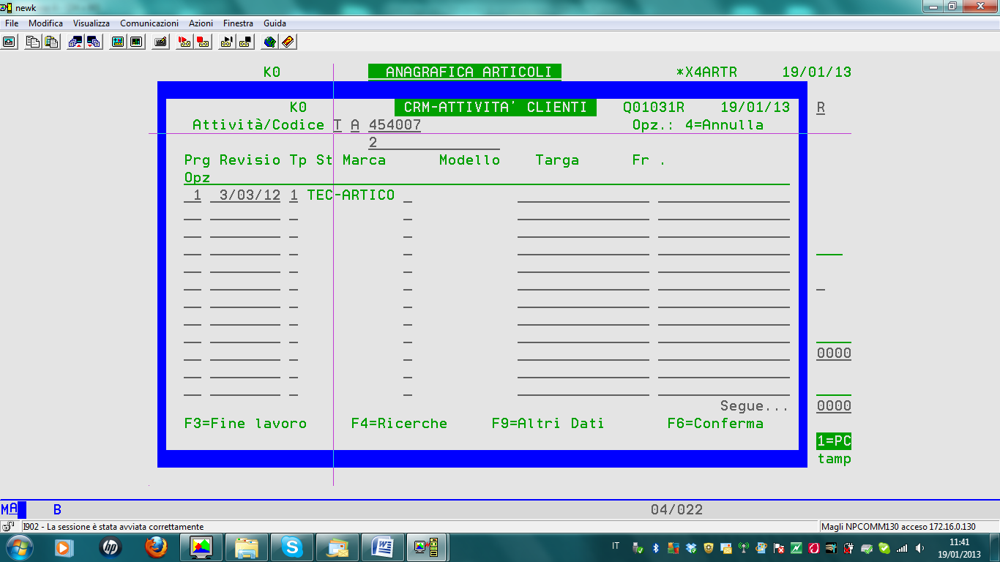 newk
File Modifica Visualizza Comunicazioni Azioni Finestra Guida
K0 ANAGRAFICA ARTICOLI *X4ARTR 19/01/13
K0 CRM-ATTIVITA' CLIENTI Q01031R 19/01/13 R
Attività/Codice T A 454007 Opz.: 4=Annulla
2
Prg Revisio Tp St Marca Modello Targa Fr .
Opz
1 3/03/12 1 TEC-ARTICO
0000
Segue... 0000
F3=Fine lavoro F4=Ricerche F9=Altri Dati F6=Conferma
1=PC
tamp
MA B 04/022
I902 - La sessione è stata avviata correttamente Magli NPCOMM130 acceso 172.16.0.130
IT 11:41
19/01/2013